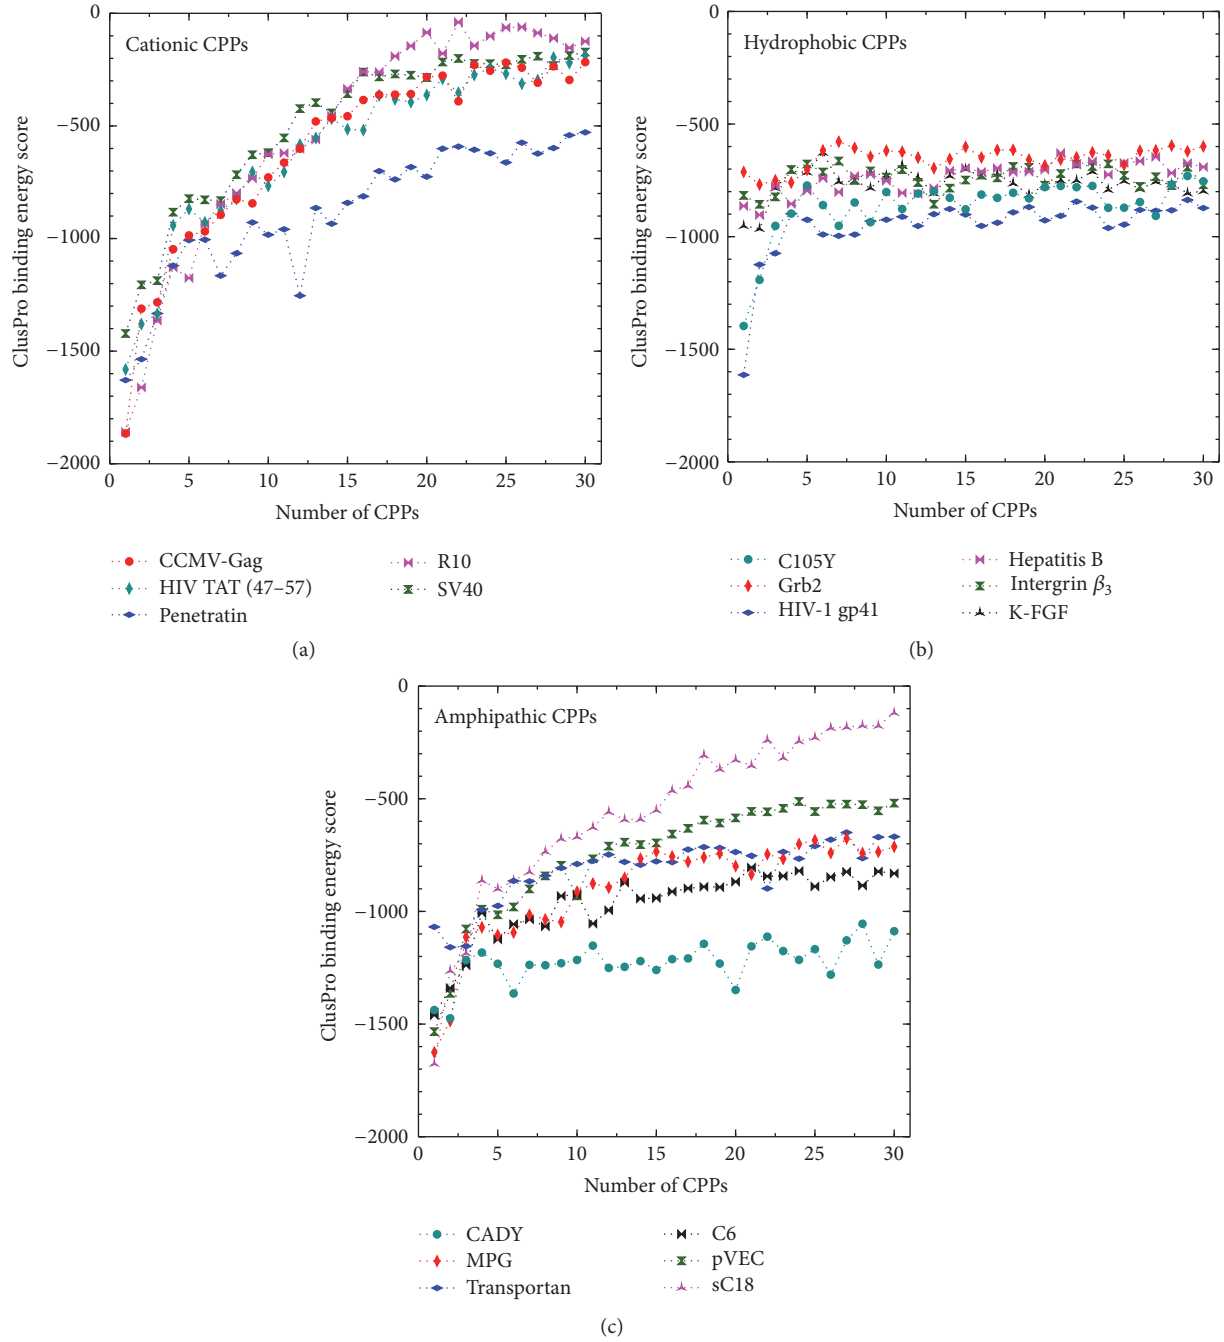 Cationic CPPs
0
−500
−1000
−1500
−2000
ClusPro binding energy score
0 5 10 15 20 25 30
Number of CPPs
CCMV-Gag
HIV TAT (47–57)
Penetratin
R10
SV40
(a)
Hydrophobic CPPs
0
−500
−1000
−1500
−2000
ClusPro binding energy score
0 5 10 15 20 25 30
Number of CPPs
C105Y
Grb2
HIV-1 gp41
Hepatitis B
Intergrin β₃
K-FGF
(b)
Amphipathic CPPs
0
−500
−1000
−1500
−2000
ClusPro binding energy score
0 5 10 15 20 25 30
Number of CPPs
CADY
MPG
Transportan
C6
pVEC
sC18
(c)